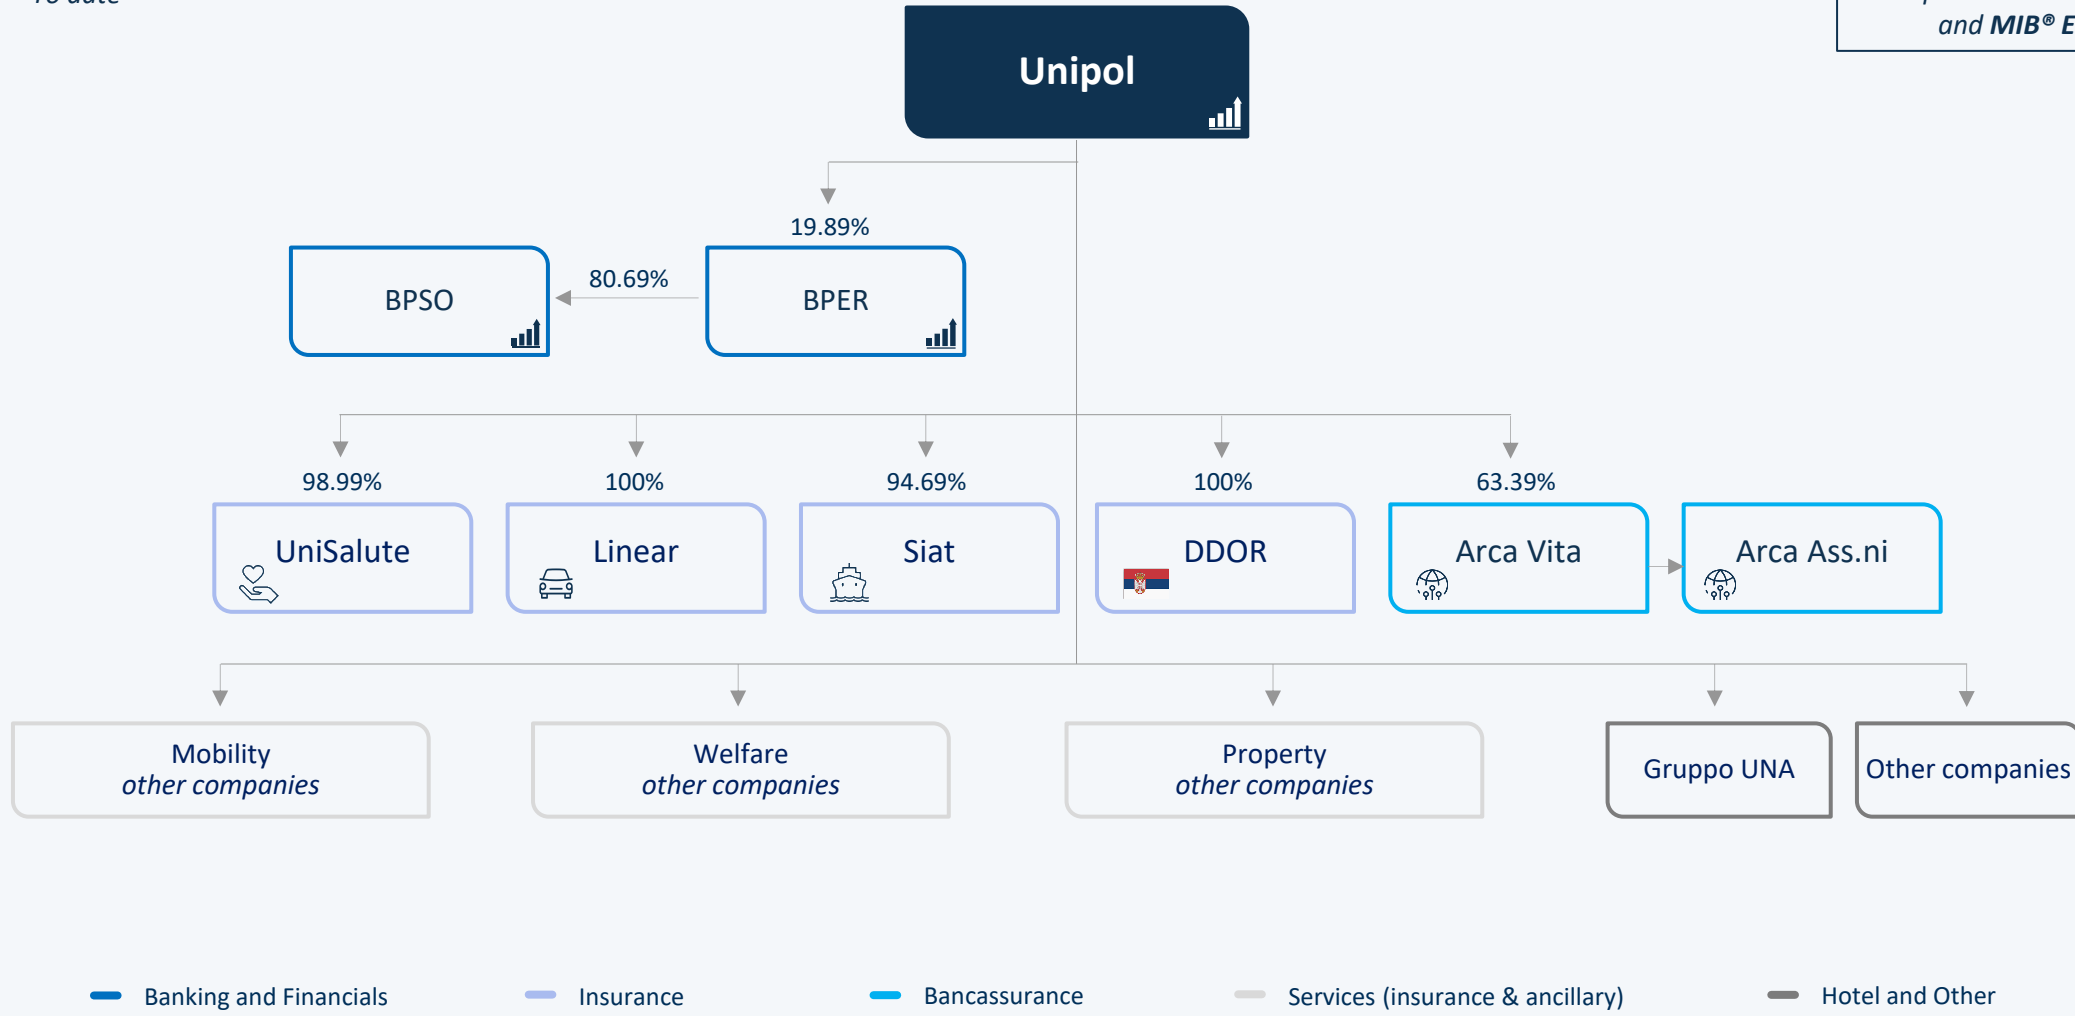 To date
and MIB® E
Unipol
19.89%
BPSO
80.69%
BPER
98.99%
100%
94.69%
100%
63.39%
UniSalute
Linear
Siat
DDOR
Arca Vita
Arca Ass.ni
Mobility
other companies
Welfare
other companies
Property
other companies
Gruppo UNA
Other companies
Banking and Financials
Insurance
Bancassurance
Services (insurance & ancillary)
Hotel and Other